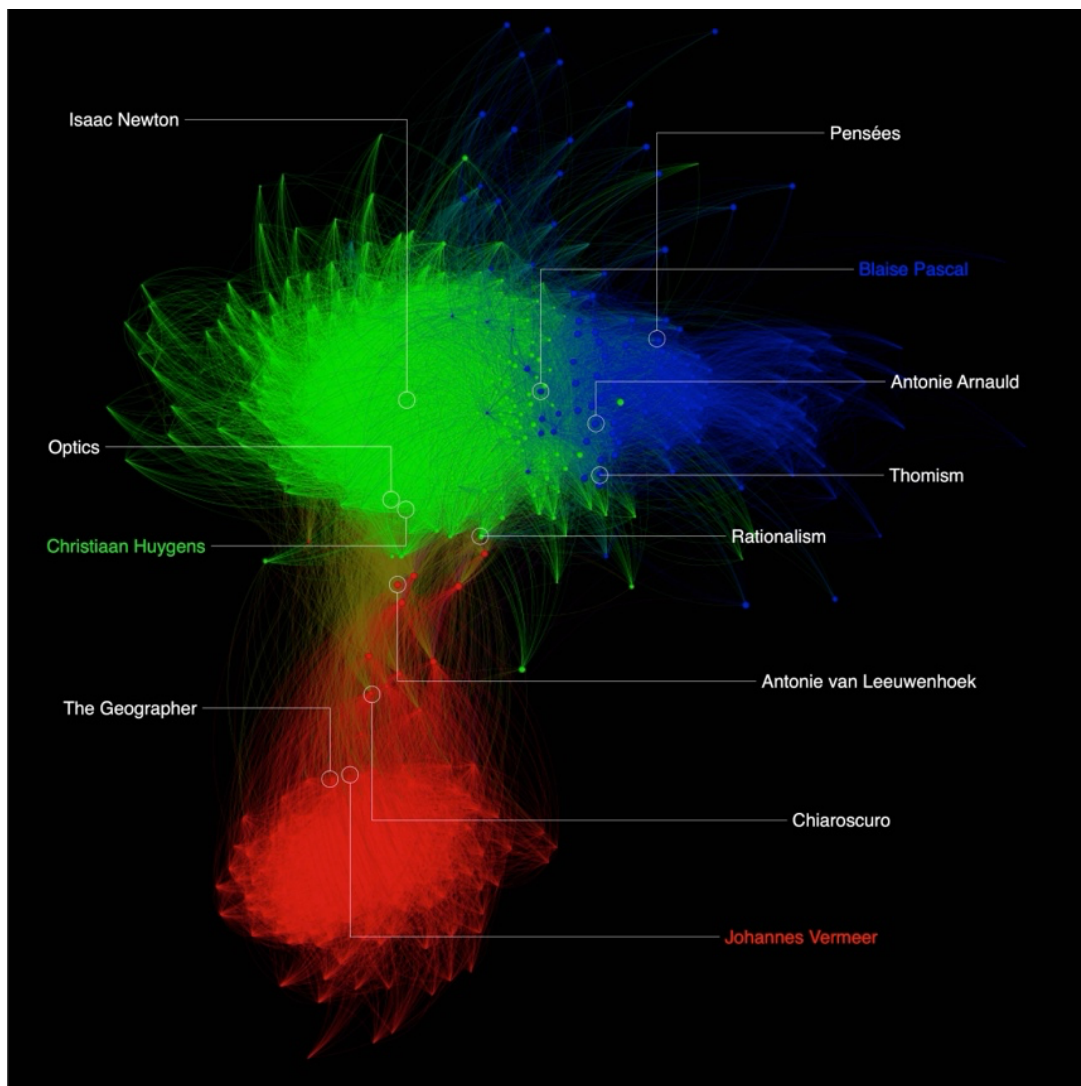 Isaac Newton
Pensées
Blaise Pascal
Antonie Arnauld
Optics
Thomism
Rationalism
Christiaan Huygens
Antonie van Leeuwenhoek
The Geographer
Chiaroscuro
Johannes Vermeer